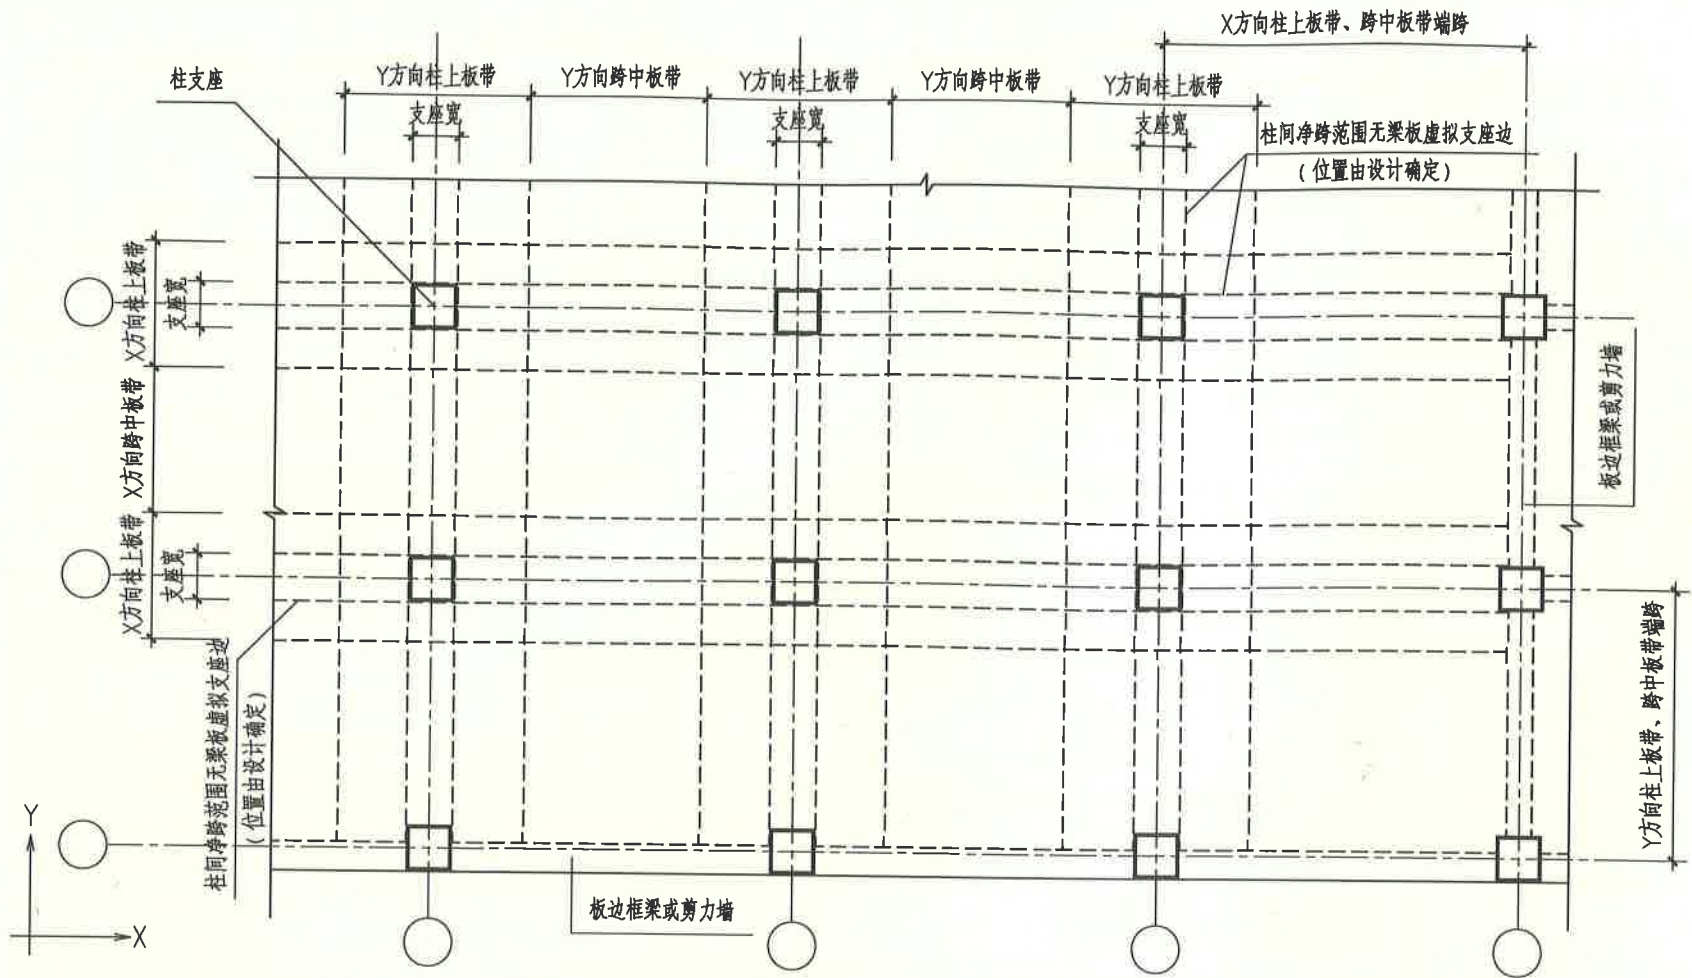 X方向柱上板带、跨中板带端跨
柱支座
Y方向柱上板带
Y方向跨中板带
Y方向柱上板带
Y方向跨中板带
Y方向柱上板带
支座宽
支座宽
支座宽
柱间净跨范围无梁板虚拟支座边
(位置由设计确定)
X方向柱上板带
支座宽
X方向跨中板带
X方向柱上板带
支座宽
板边框梁或剪力墙
柱间净跨范围无梁板虚拟支座边
(位置由设计确定)
Y方向柱上板带、跨中板带端跨
板边框梁或剪力墙
Y
X